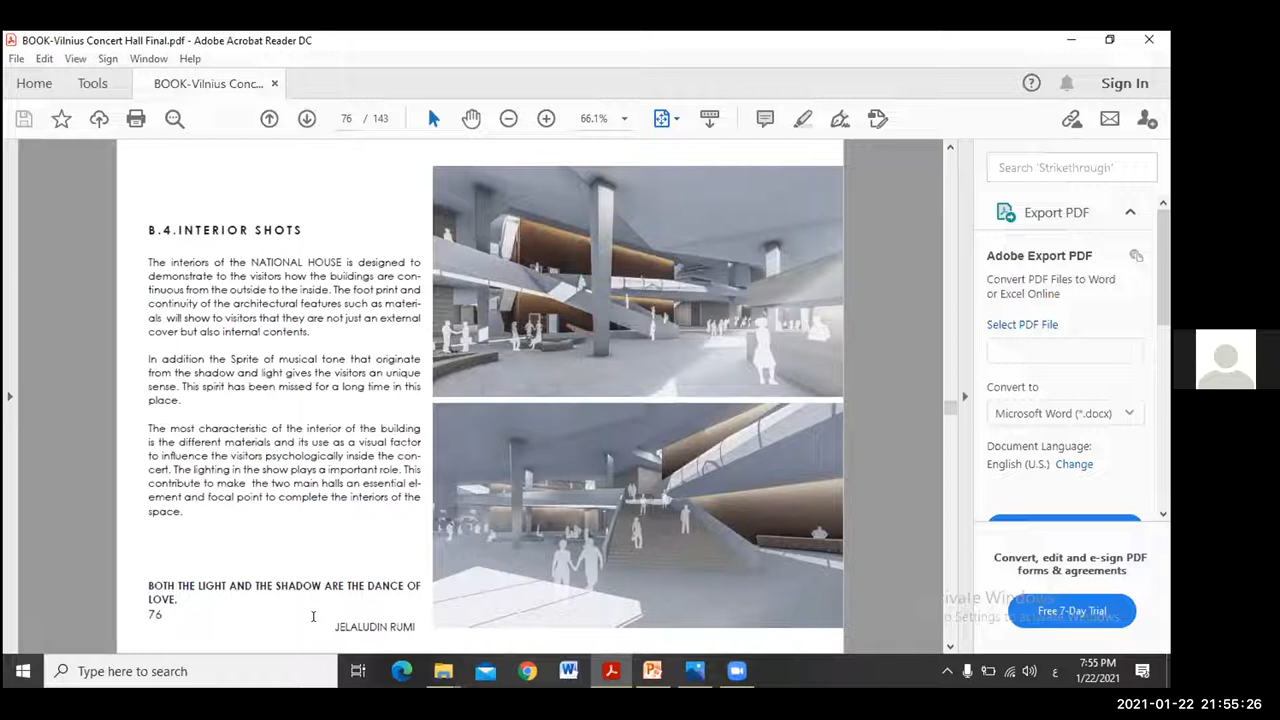 BOOK-Vilnius Concert Hall Final.pdf - Adobe Acrobat Reader DC
File Edit View Sign Window Help
Home Tools BOOK-Vilnius Conc... × Sign In
76 / 143 66.1%
B.4.INTERIOR SHOTS
The interiors of the NATIONAL HOUSE is designed to
demonstrate to the visitors how the buildings are con-
tinuous from the outside to the inside. The foot print and
continuity of the architectural features such as materi-
als will show to visitors that they are not just an external
cover but also internal contents.
In addition the Sprite of musical tone that originate
from the shadow and light gives the visitors an unique
sense. This spirit has been missed for a long time in this
place.
The most characteristic of the interior of the building
is the different materials and its use as a visual factor
to influence the visitors psychologically inside the con-
cert. The lighting in the show plays a important role. This
contribute to make the two main halls an essential el-
ement and focal point to complete the interiors of the
space.
BOTH THE LIGHT AND THE SHADOW ARE THE DANCE OF
LOVE.
76
JELALUDIN RUMI
Search 'Strikethrough'
Export PDF
Adobe Export PDF
Convert PDF Files to Word
or Excel Online
Select PDF File
Convert to
Microsoft Word (*.docx)
Document Language:
English (U.S.) Change
Convert, edit and e-sign PDF
forms & agreements
Free 7-Day Trial
Type here to search
ع
7:55 PM
1/22/2021
2021-01-22 21:55:26